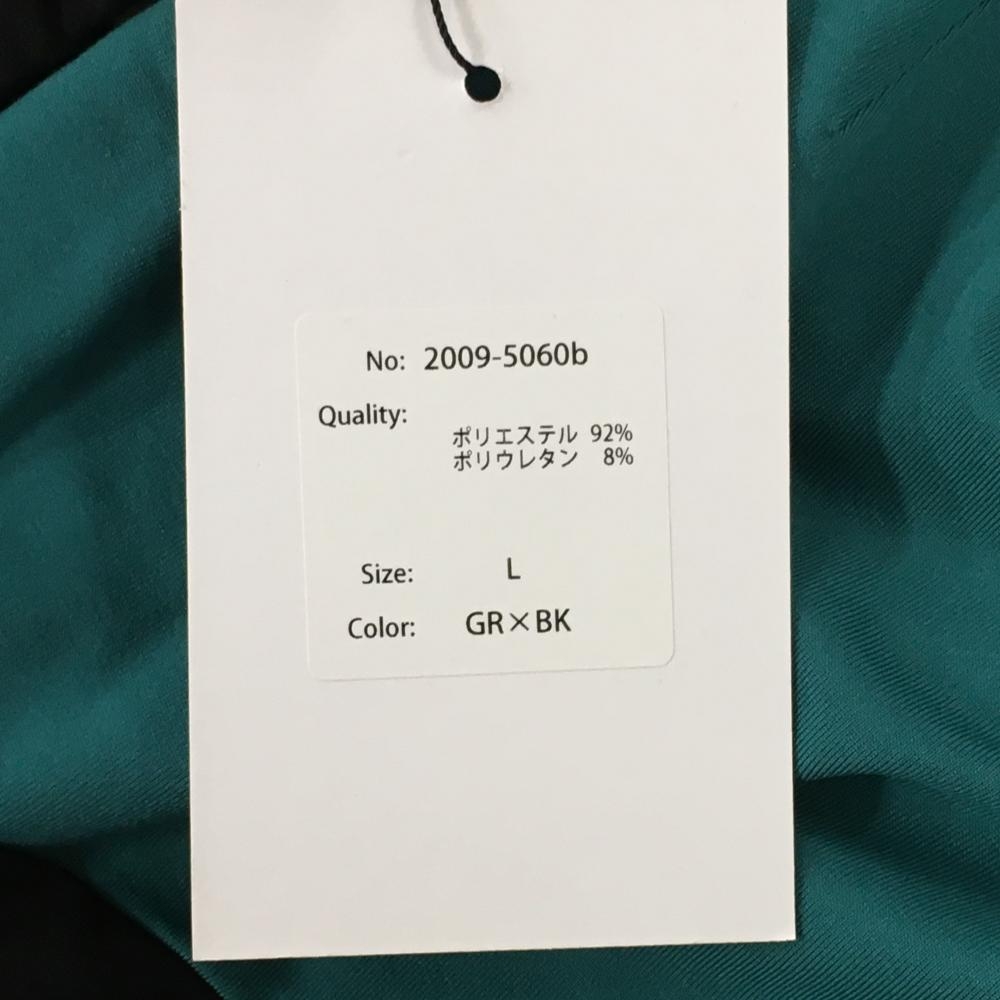 No: 2009-5060b
Quality:
ポリエステル 92%
ポリウレタン 8%
Size: L
Color: GR×BK